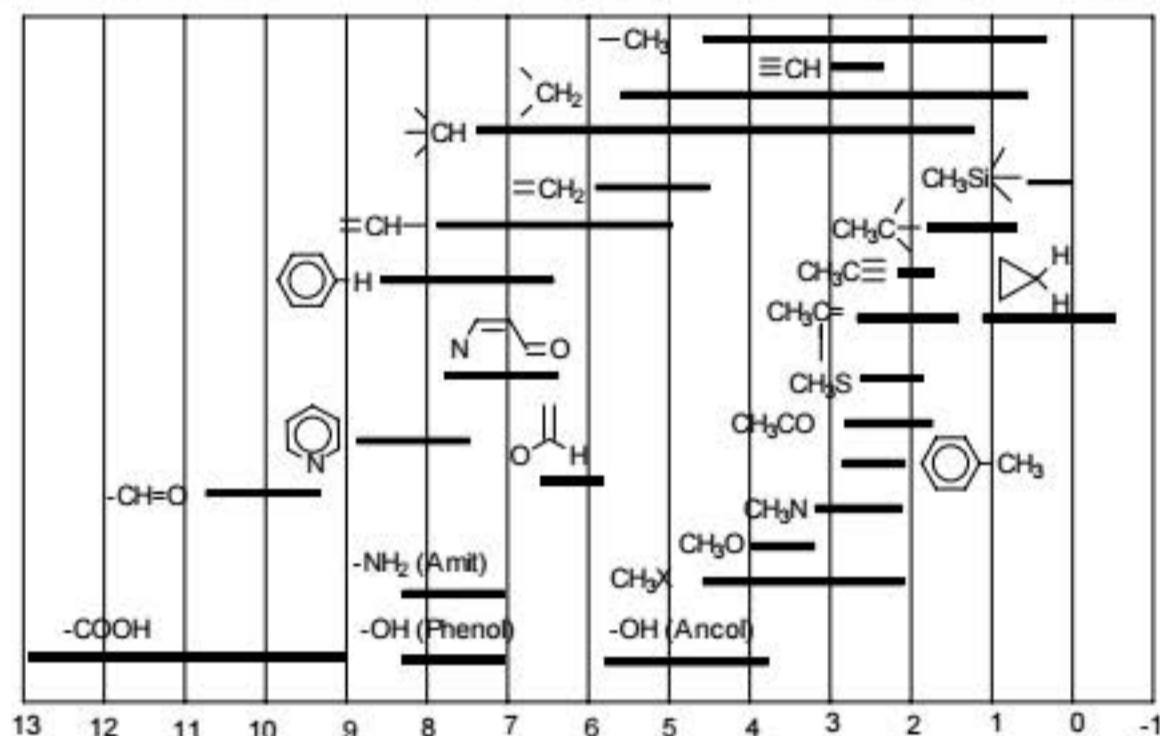 –CH₃
≡CH
CH₂
CH
CH₃Si
=CH₂
=CH–
CH₃C
CH₃C≡
H
H
H
CH₃C=
N
=O
CH₃S
CH₃CO
N
O
H
CH₃
-CH=O
CH₃N
CH₃O
-NH₂ (Amit)
CH₃X
-COOH
-OH (Phenol)
-OH (Ancol)
13 12 11 10 9 8 7 6 5 4 3 2 1 0 -1